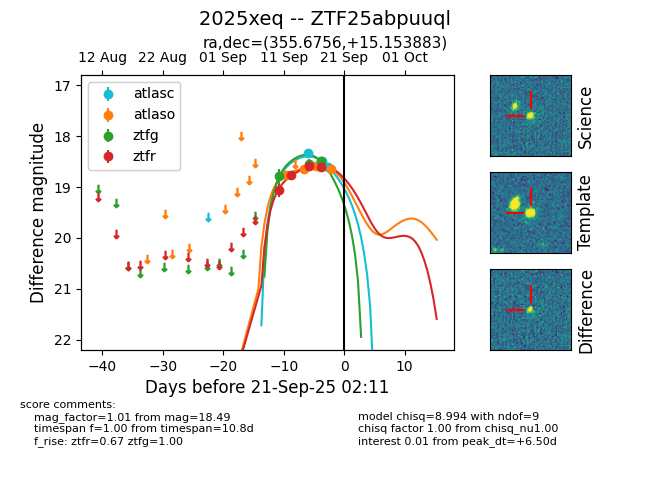 2025xeq -- ZTF25abpuuql
ra,dec=(355.6756,+15.153883)
12 Aug 22 Aug 01 Sep 11 Sep 21 Sep 01 Oct
atlasc
atlaso
ztfg
ztfr
17
18
19
20
21
22
Difference magnitude
−40 −30 −20 −10 0 10
Days before 21-Sep-25 02:11
Science
Template
Difference
score comments:
mag_factor=1.01 from mag=18.49
timespan f=1.00 from timespan=10.8d
f_rise: ztfr=0.67 ztfg=1.00
model chisq=8.994 with ndof=9
chisq factor 1.00 from chisq_nu1.00
interest 0.01 from peak_dt=+6.50d